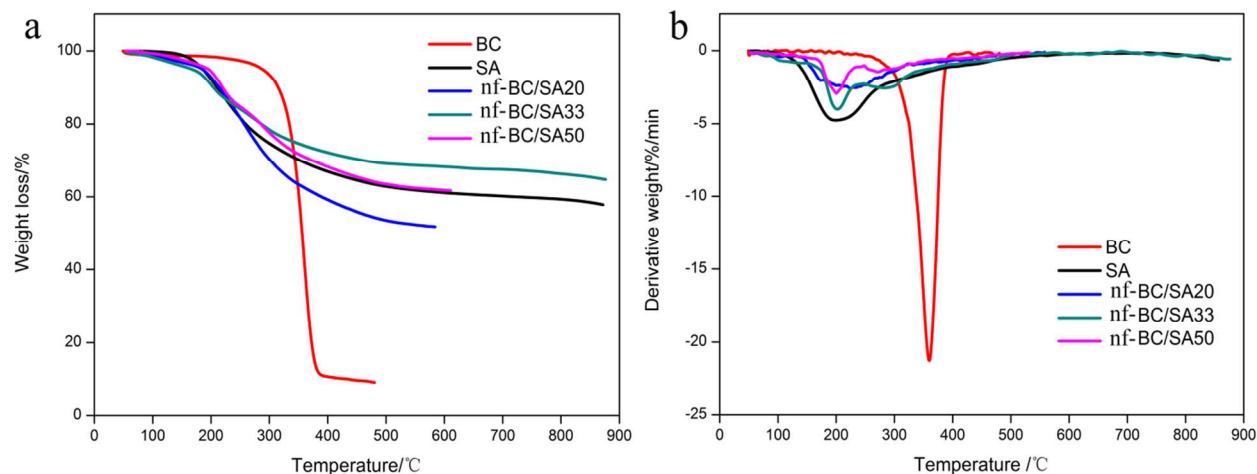 a
BC
SA
nf-BC/SA20
nf-BC/SA33
nf-BC/SA50
Weight loss/%
100
80
60
40
20
0
0 100 200 300 400 500 600 700 800 900
Temperature/℃
b
BC
SA
nf-BC/SA20
nf-BC/SA33
nf-BC/SA50
Derivative weight/%/min
0
-5
-10
-15
-20
-25
0 100 200 300 400 500 600 700 800 900
Temperature /℃